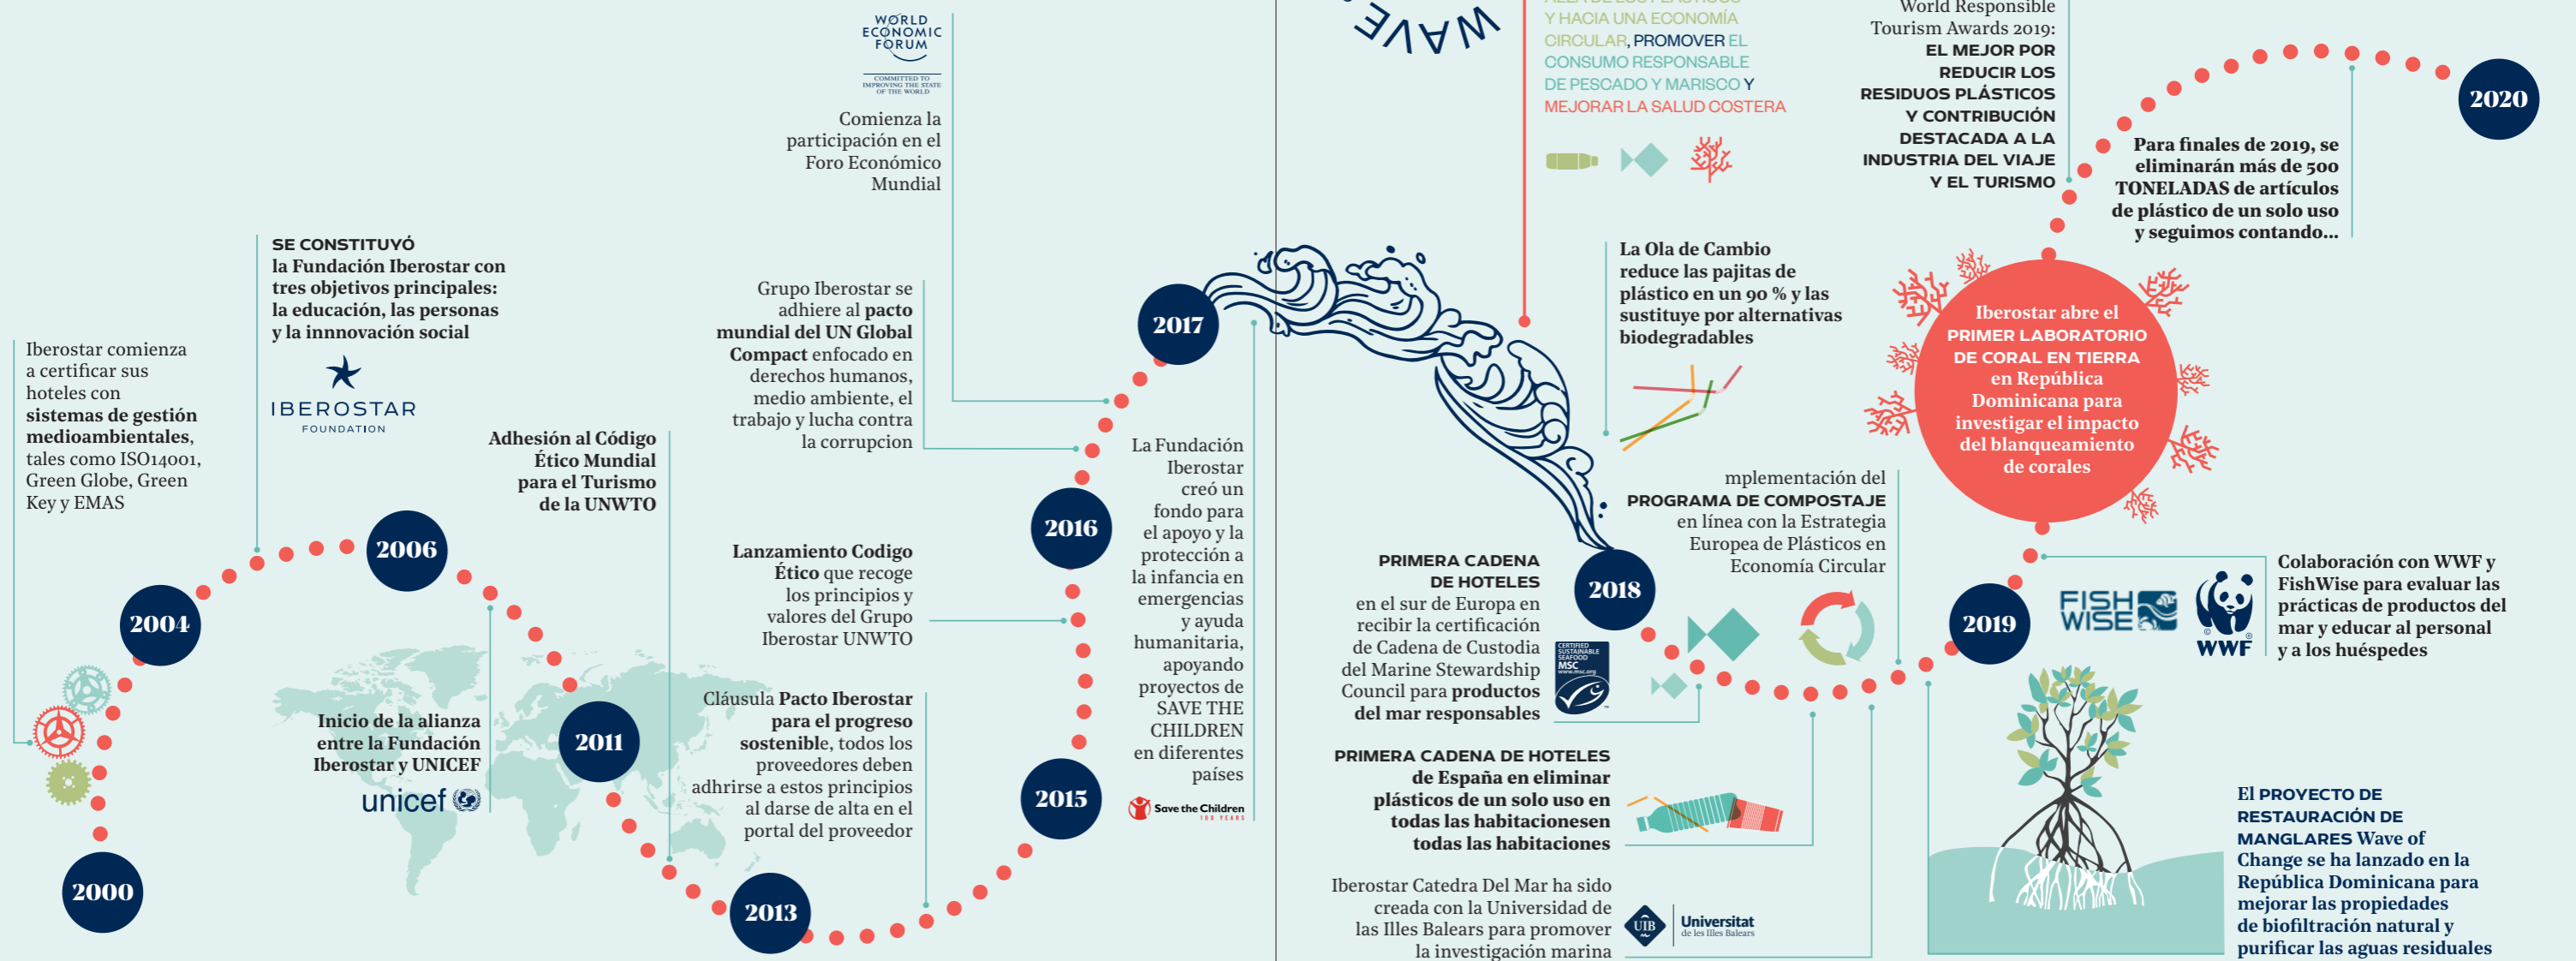 WORLD
ECONOMIC
FORUM
COMMITTED TO
IMPROVING THE STATE
OF THE WORLD
Comienza la
participación en el
Foro Económico
Mundial
SE CONSTITUYÓ
la Fundación Iberostar con
tres objetivos principales:
la educación, las personas
y la innnovación social
IBEROSTAR
FOUNDATION
Iberostar comienza
a certificar sus
hoteles con
sistemas de gestión
medioambientales,
tales como ISO14001,
Green Globe, Green
Key y EMAS
Grupo Iberostar se
adhiere al pacto
mundial del UN Global
Compact enfocado en
derechos humanos,
medio ambiente, el
trabajo y lucha contra
la corrupcion
Adhesión al Código
Ético Mundial
para el Turismo
de la UNWTO
Lanzamiento Codigo
Ético que recoge
los principios y
valores del Grupo
Iberostar UNWTO
Inicio de la alianza
entre la Fundación
Iberostar y UNICEF
unicef
Cláusula Pacto Iberostar
para el progreso
sostenible, todos los
proveedores deben
adhrirse a estos principios
al darse de alta en el
portal del proveedor
La Fundación
Iberostar
creó un
fondo para
el apoyo y la
protección a
la infancia en
emergencias
y ayuda
humanitaria,
apoyando
proyectos de
SAVE THE
CHILDREN
en diferentes
países
Save the Children
100 YEARS
2000
2004
2006
2011
2013
2015
2016
2017
WAVE
Y HACIA UNA ECONOMÍA
CIRCULAR, PROMOVER EL
CONSUMO RESPONSABLE
DE PESCADO Y MARISCO Y
MEJORAR LA SALUD COSTERA
World Responsible
Tourism Awards 2019:
EL MEJOR POR
REDUCIR LOS
RESIDUOS PLÁSTICOS
Y CONTRIBUCIÓN
DESTACADA A LA
INDUSTRIA DEL VIAJE
Y EL TURISMO
2020
Para finales de 2019, se
eliminarán más de 500
TONELADAS de artículos
de plástico de un solo uso
y seguimos contando...
La Ola de Cambio
reduce las pajitas de
plástico en un 90 % y las
sustituye por alternativas
biodegradables
Iberostar abre el
PRIMER LABORATORIO
DE CORAL EN TIERRA
en República
Dominicana para
investigar el impacto
del blanqueamiento
de corales
mplementación del
PROGRAMA DE COMPOSTAJE
en línea con la Estrategia
Europea de Plásticos en
Economía Circular
PRIMERA CADENA
DE HOTELES
en el sur de Europa en
recibir la certificación
de Cadena de Custodia
del Marine Stewardship
Council para productos
del mar responsables
CERTIFIED
SUSTAINABLE
SEAFOOD
MSC
www.msc.org
2018
2019
FISH
WISE
WWF
Colaboración con WWF y
FishWise para evaluar las
prácticas de productos del
mar y educar al personal
y a los huéspedes
PRIMERA CADENA DE HOTELES
de España en eliminar
plásticos de un solo uso en
todas las habitacionesen
todas las habitaciones
Iberostar Catedra Del Mar ha sido
creada con la Universidad de
las Illes Balears para promover
la investigación marina
UIB
Universitat
de les Illes Balears
El PROYECTO DE
RESTAURACIÓN DE
MANGLARES Wave of
Change se ha lanzado en la
República Dominicana para
mejorar las propiedades
de biofiltración natural y
purificar las aguas residuales